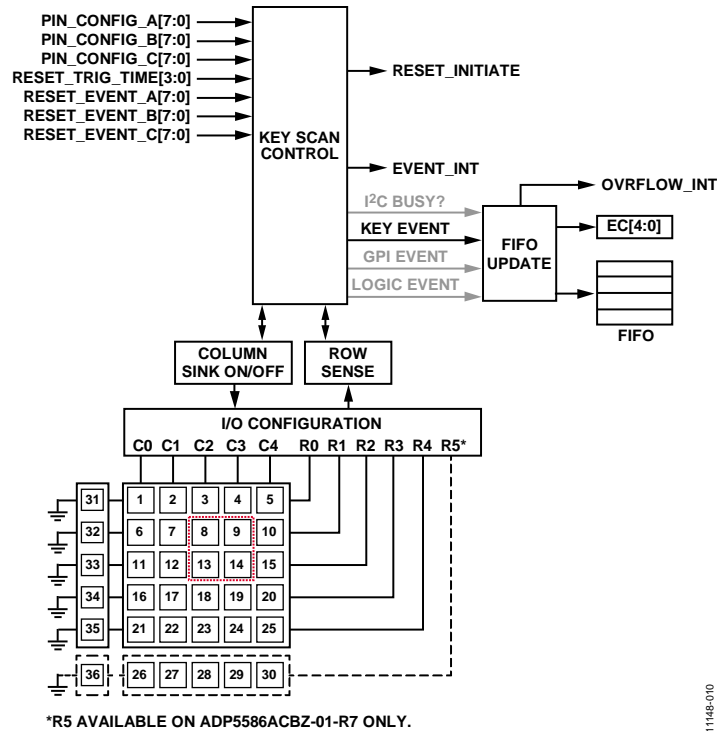 PIN_CONFIG_A[7:0]
PIN_CONFIG_B[7:0]
PIN_CONFIG_C[7:0]
RESET_TRIG_TIME[3:0]
RESET_EVENT_A[7:0]
RESET_EVENT_B[7:0]
RESET_EVENT_C[7:0]
KEY SCAN
CONTROL
RESET_INITIATE
EVENT_INT
I2C BUSY?
KEY EVENT
GPI EVENT
LOGIC EVENT
FIFO
UPDATE
OVRFLOW_INT
EC[4:0]
FIFO
COLUMN
SINK ON/OFF
ROW
SENSE
I/O CONFIGURATION
C0 C1 C2 C3 C4 R0 R1 R2 R3 R4 R5*
31 1 2 3 4 5
32 6 7 8 9 10
33 11 12 13 14 15
34 16 17 18 19 20
35 21 22 23 24 25
36 26 27 28 29 30
*R5 AVAILABLE ON ADP5586ACBZ-01-R7 ONLY.
11148-010